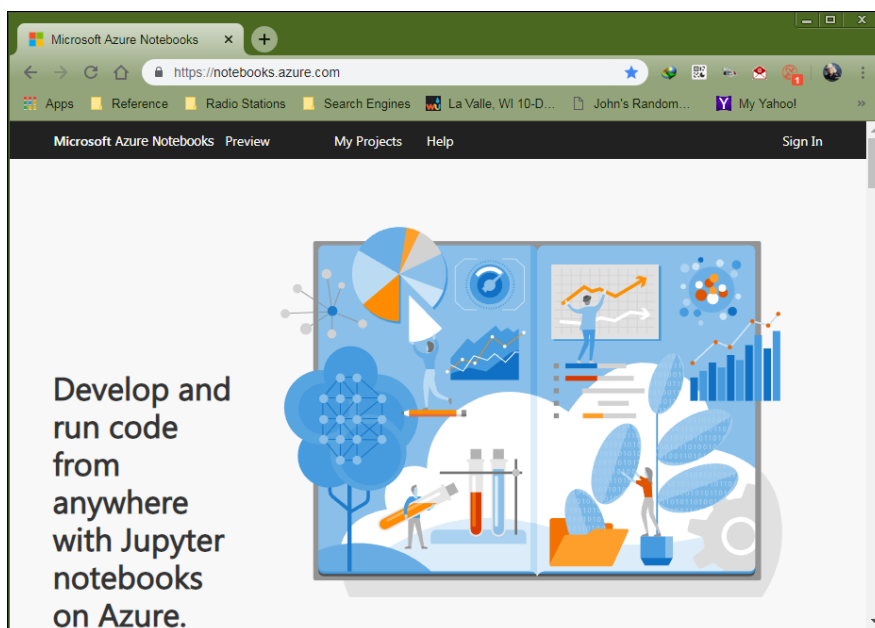 Microsoft Azure Notebooks
https://notebooks.azure.com
Apps Reference Radio Stations Search Engines La Valle, WI 10-D... John's Random... My Yahoo! »
Microsoft Azure Notebooks Preview My Projects Help Sign In
Develop and
run code
from
anywhere
with Jupyter
notebooks
on Azure.